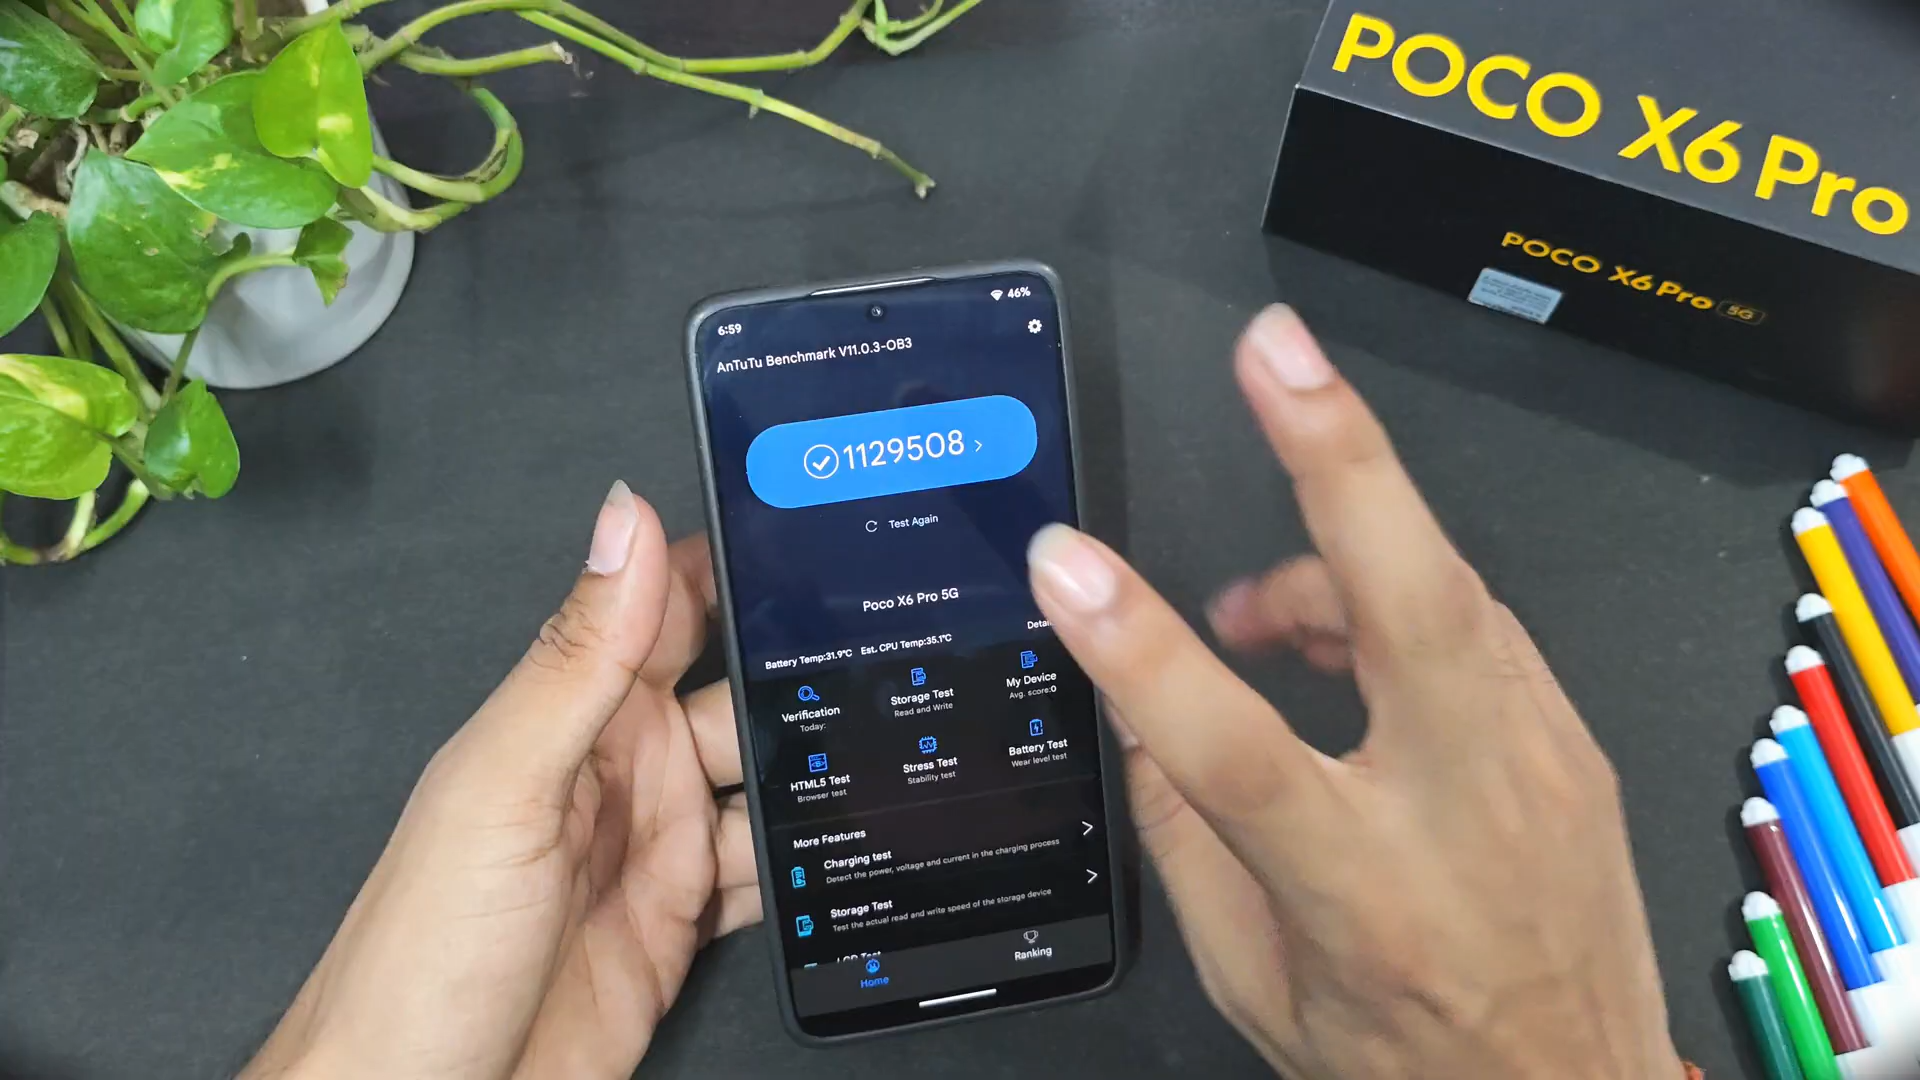 POCO X6 Pro
POCO X6 Pro 5G
6:59
46%
AnTuTu Benchmark V11.0.3-OB3
1129508 >
Test Again
Poco X6 Pro 5G
Battery Temp:31.9°C Est. CPU Temp:35.1°C
Verification
Today:
Storage Test
Read and Write
My Device
Avg. score:0
HTML5 Test
Browser test
Stress Test
Stability test
Battery Test
Wear level test
More Features
Charging test
Detect the power, voltage and current in the charging process
Storage Test
Test the actual read and write speed of the storage device
Home
Ranking